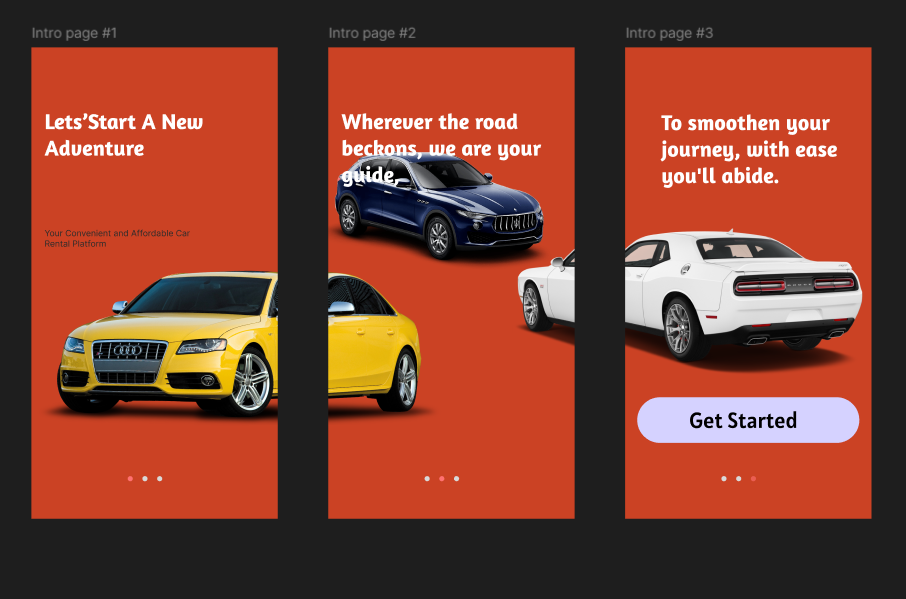 Intro page #1
Lets’Start A New
Adventure
Your Convenient and Affordable Car
Rental Platform
Intro page #2
Wherever the road
beckons, we are your
guide,
Intro page #3
To smoothen your
journey, with ease
you'll abide.
Get Started